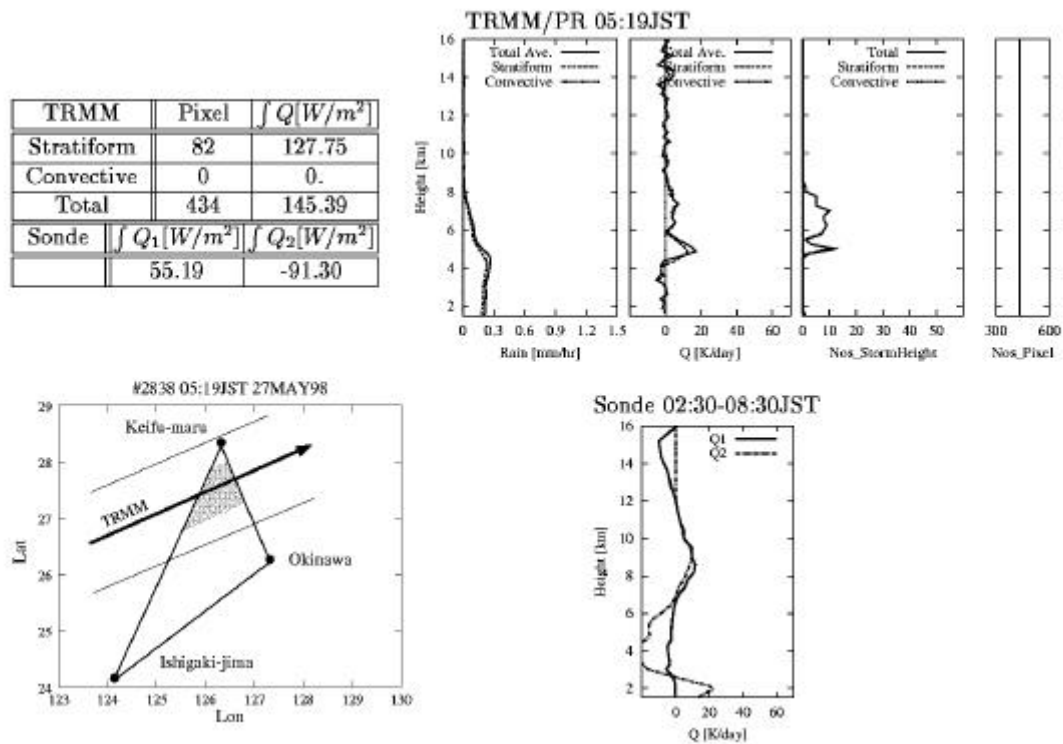 TRMM/PR 05:19JST
TRMM Pixel ∫ Q[W/m²]
Stratiform 82 127.75
Convective 0 0.
Total 434 145.39
Sonde ∫ Q₁[W/m²] ∫ Q₂[W/m²]
55.19 -91.30
16
14
12
10
8
6
4
2
Height [km]
Total Ave.
Stratiform
Convective
0 0.3 0.6 0.9 1.2 1.5
Rain [mm/hr]
Total Ave.
Stratiform
Convective
0 20 40 60
Q [K/day]
Total
Stratiform
Convective
0 10 20 30 40 50
Nos_StormHeight
300 600
Nos_Pixel
#2838 05:19JST 27MAY98
29
28
27
26
25
24
Lat
Keifu-maru
TRMM
Okinawa
Ishigaki-jima
123 124 125 126 127 128 129 130
Lon
Sonde 02:30-08:30JST
16
14
12
10
8
6
4
2
Height [km]
Q1
Q2
0 20 40 60
Q [K/day]